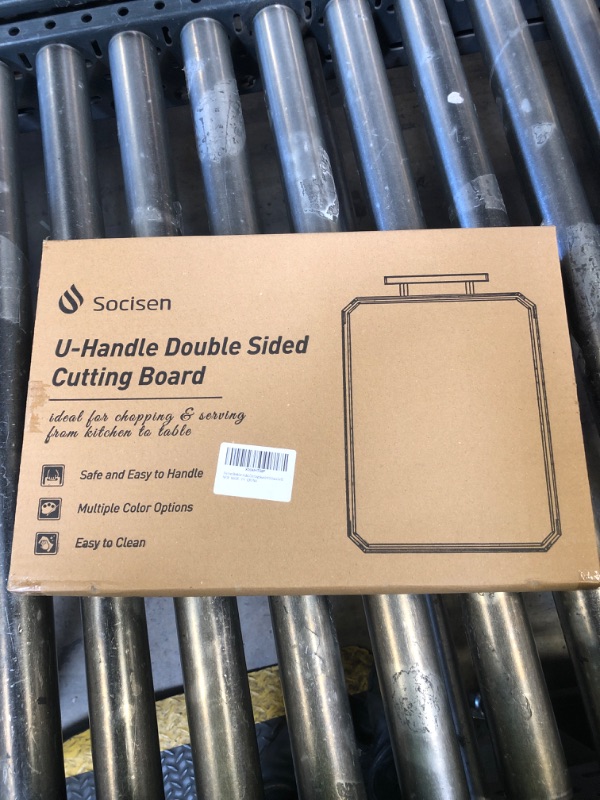 Socisen
U-Handle Double Sided
Cutting Board
ideal for chopping & serving
from kitchen to table
Safe and Easy to Handle
Multiple Color Options
Easy to Clean